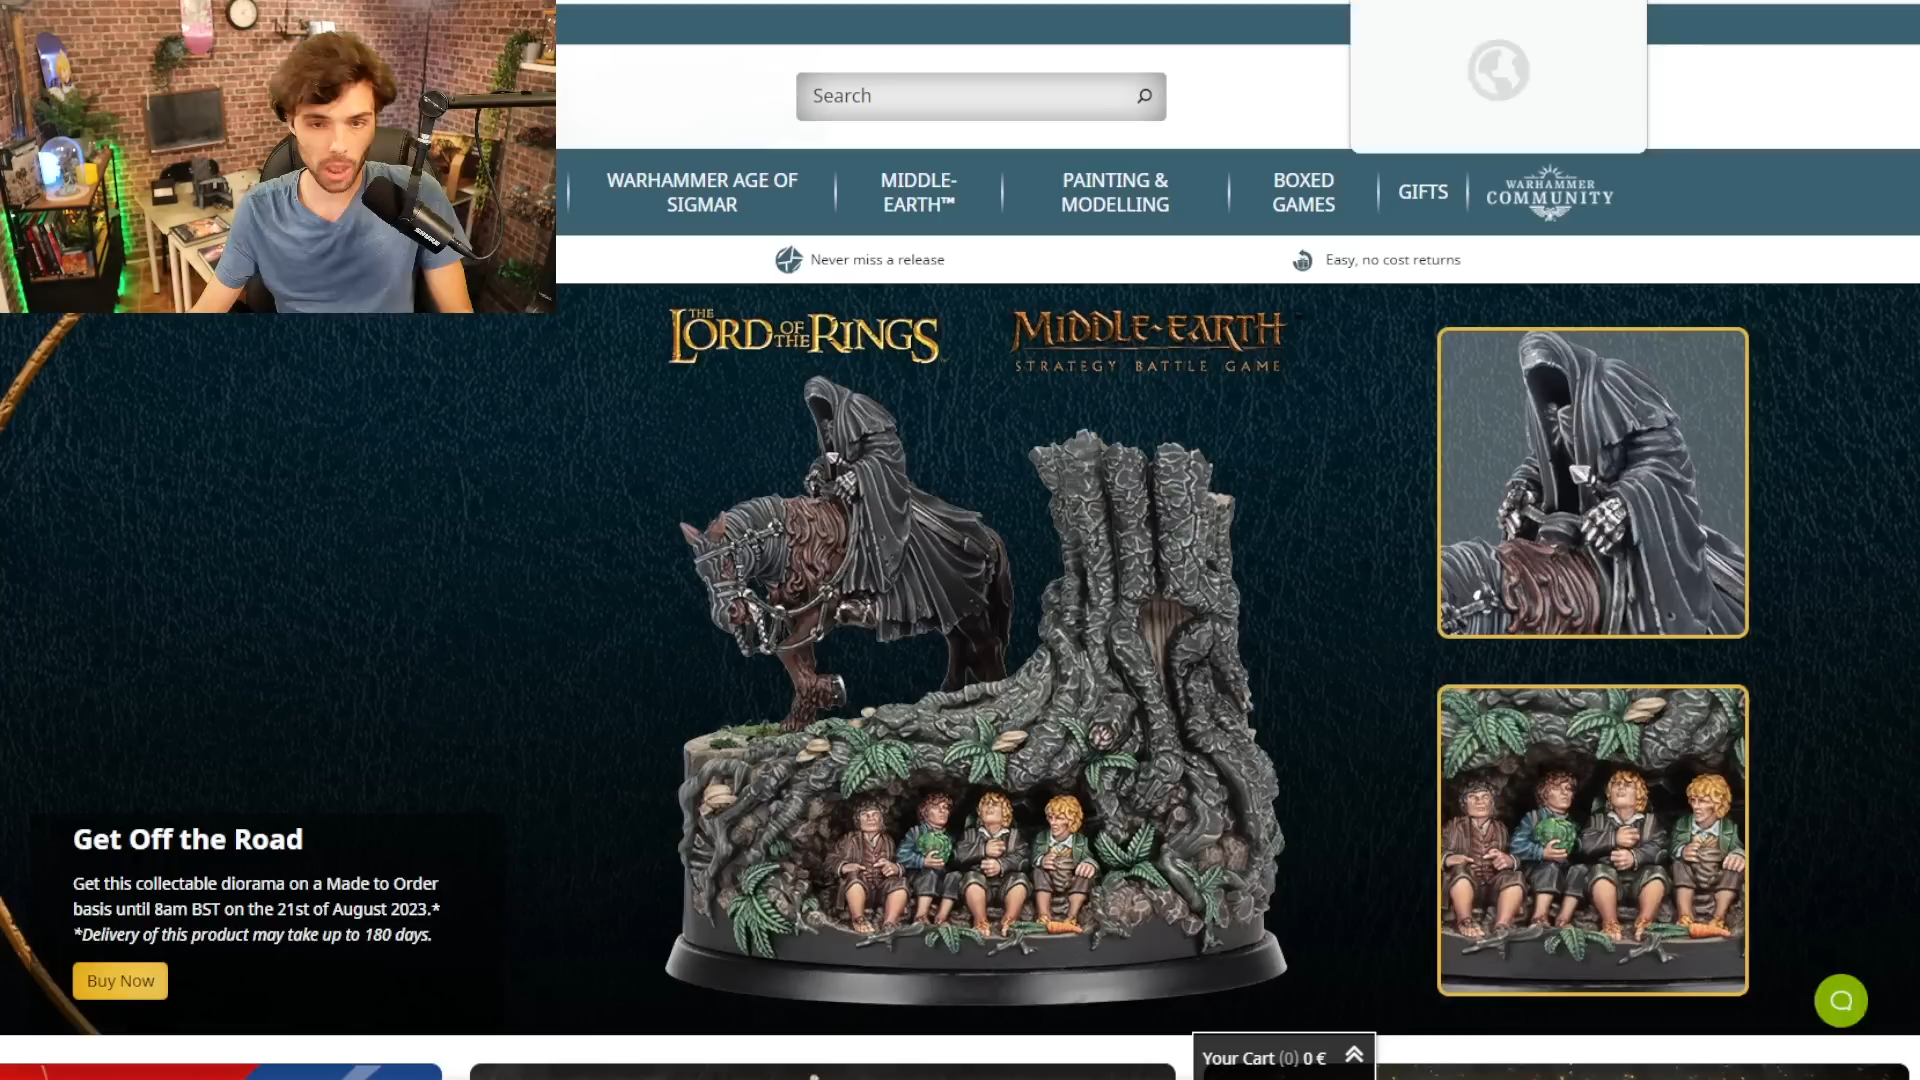 Search
WARHAMMER AGE OF
SIGMAR
MIDDLE-
EARTH™
PAINTING &
MODELLING
BOXED
GAMES
GIFTS
WARHAMMER
COMMUNITY
Never miss a release
Easy, no cost returns
THE
LORD OF THE RINGS
MIDDLE-EARTH
STRATEGY BATTLE GAME
SHURE
Get Off the Road
Get this collectable diorama on a Made to Order
basis until 8am BST on the 21st of August 2023.*
*Delivery of this product may take up to 180 days.
Buy Now
Your Cart (0) 0 €